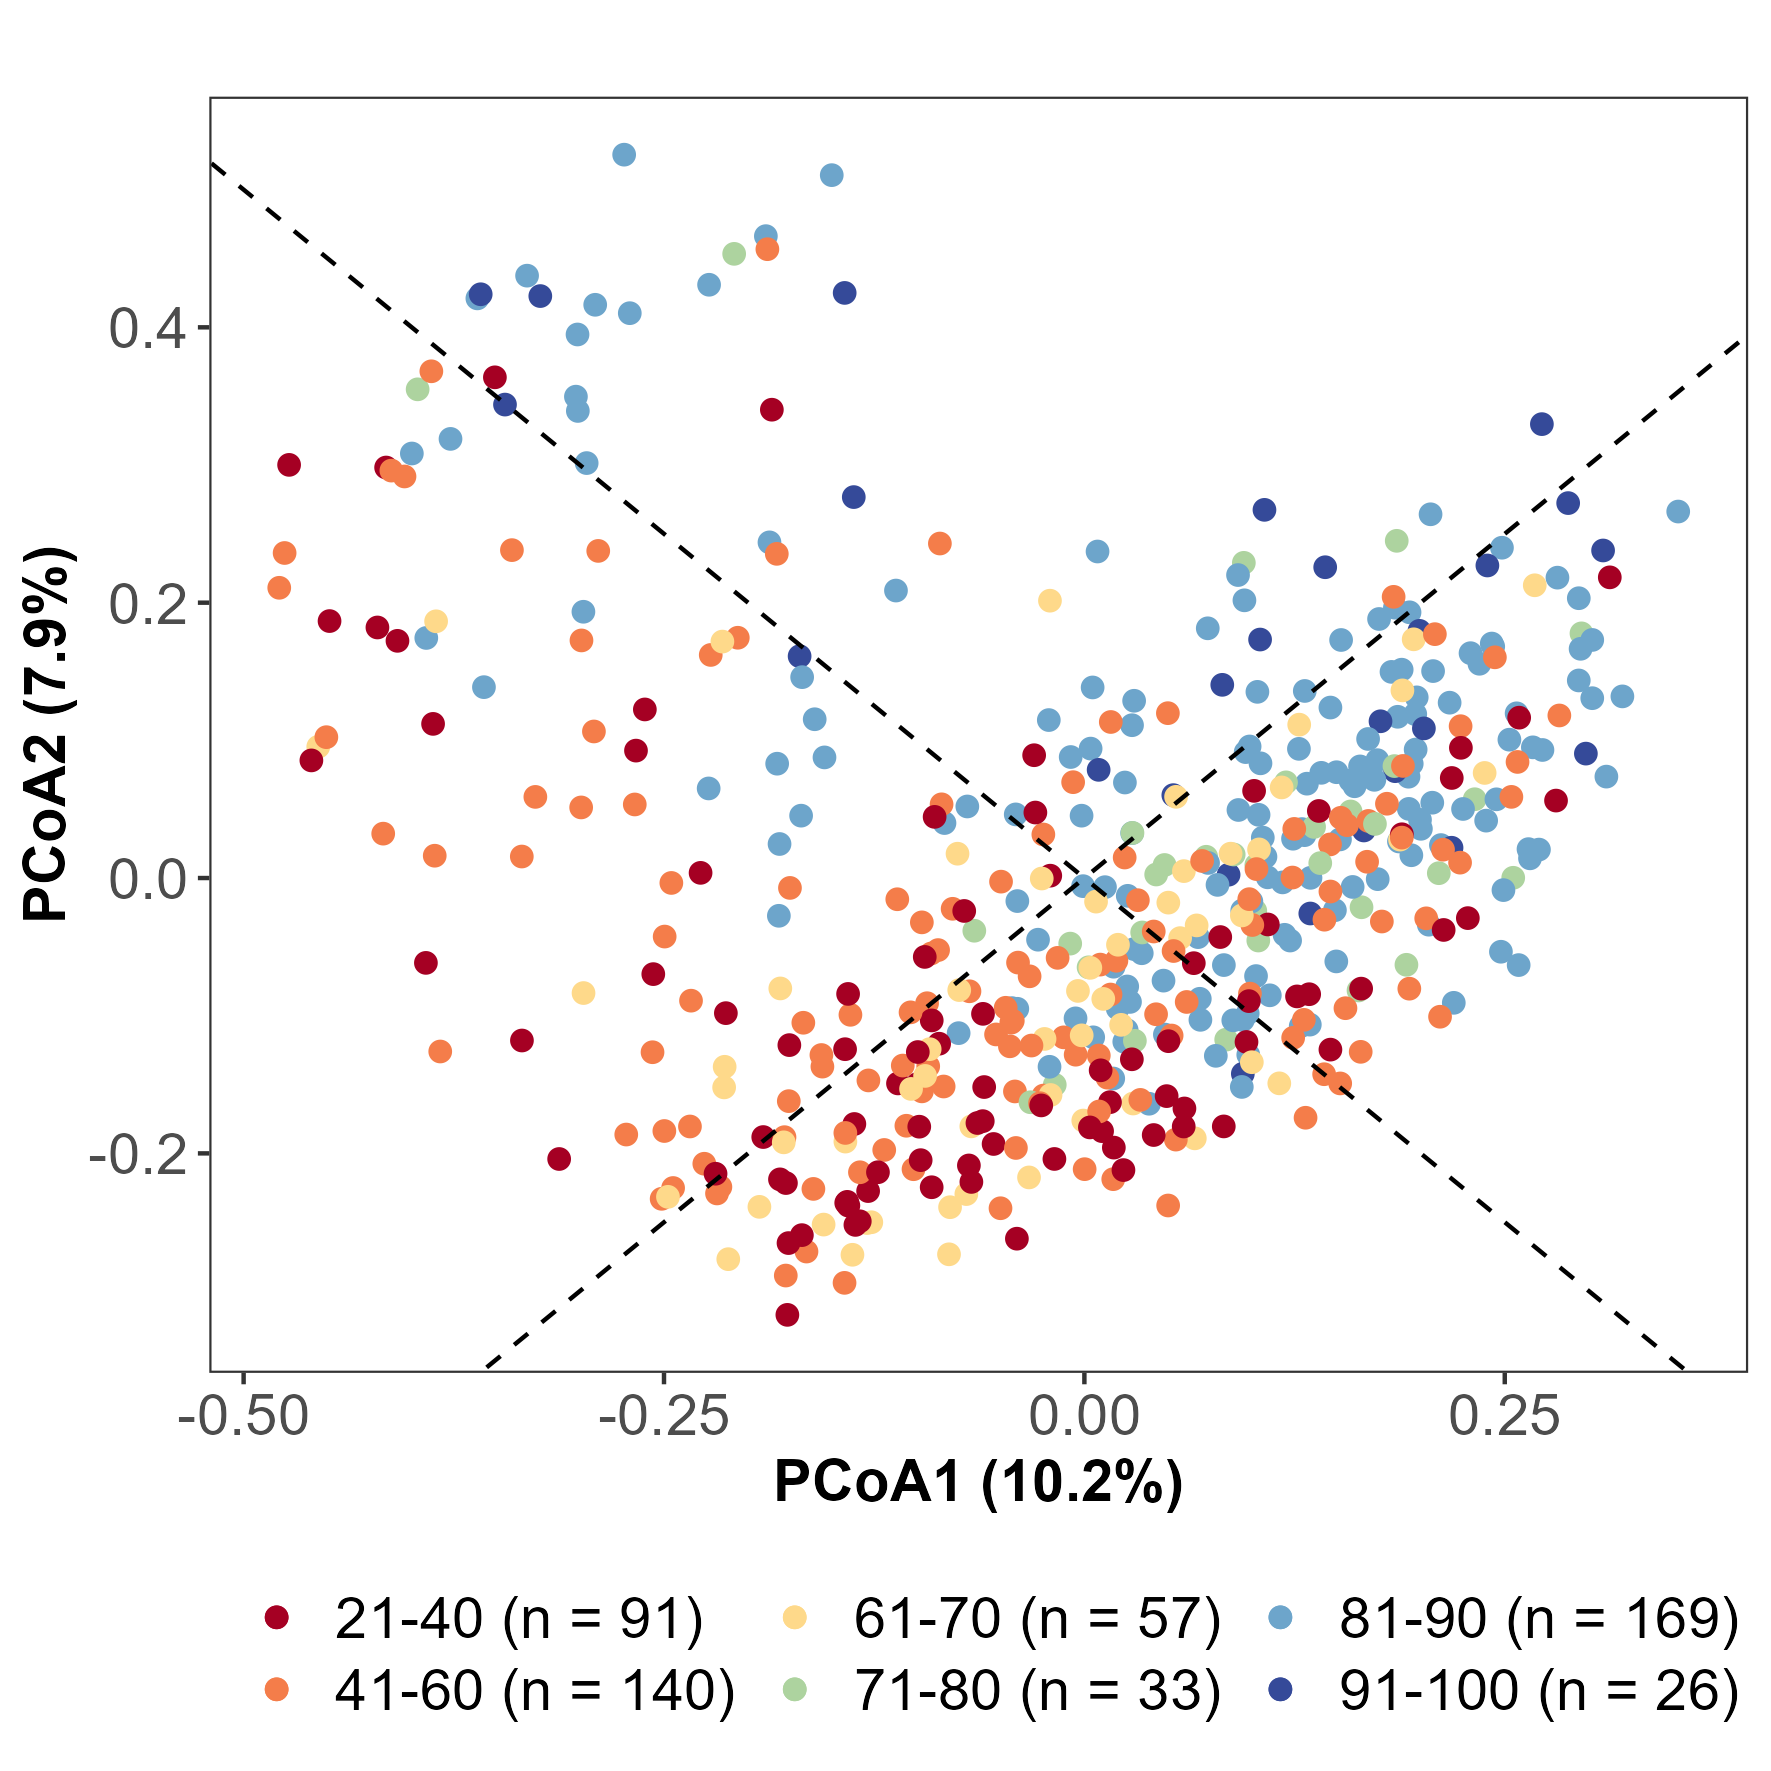 PCoA2 (7.9%)
0.4
0.2
0.0
-0.2
-0.50 -0.25 0.00 0.25
PCoA1 (10.2%)
21-40 (n = 91) 61-70 (n = 57) 81-90 (n = 169)
41-60 (n = 140) 71-80 (n = 33) 91-100 (n = 26)